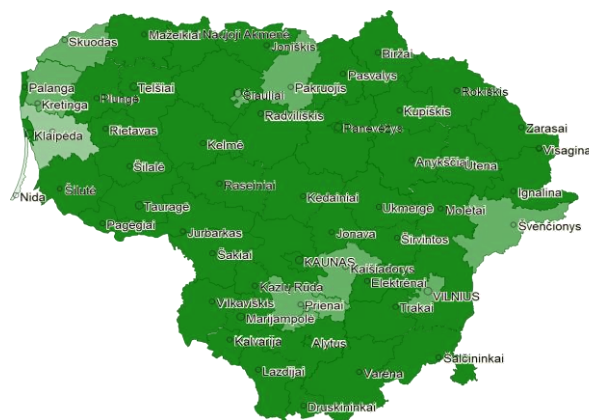 Skuodas
Mažeikiai
Naujoji Akmenė
Joniškis
Biržai
Palanga
Plungė
Telšiai
Šiauliai
Pakruojis
Pasvalys
Rokiškis
Kretinga
Radviliškis
Kupiškis
Klaipėda
Rietavas
Panevėžys
Zarasai
Kelmė
Visagina
Šilalė
Anykščiai
Utena
Nida
Šilutė
Raseiniai
Kėdainiai
Ignalina
Tauragė
Ukmergė
Molėtai
Pagėgiai
Jurbarkas
Jonava
Širvintos
Švenčionys
Šakiai
KAUNAS
Kaišiadorys
Kazlų Rūda
Elektrėnai
VILNIUS
Vilkaviškis
Prienai
Trakai
Marijampolė
Kalvarija
Alytus
Šalčininkai
Lazdijai
Varėna
Druskininkai